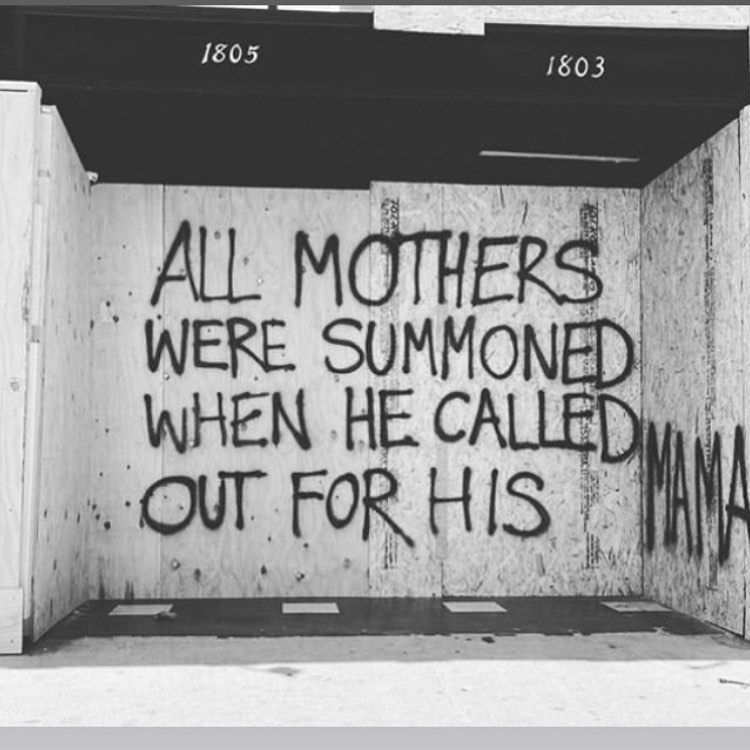 1805
1803
ALL MOTHERS
WERE SUMMONED
WHEN HE CALLED
OUT FOR HIS
MAMA